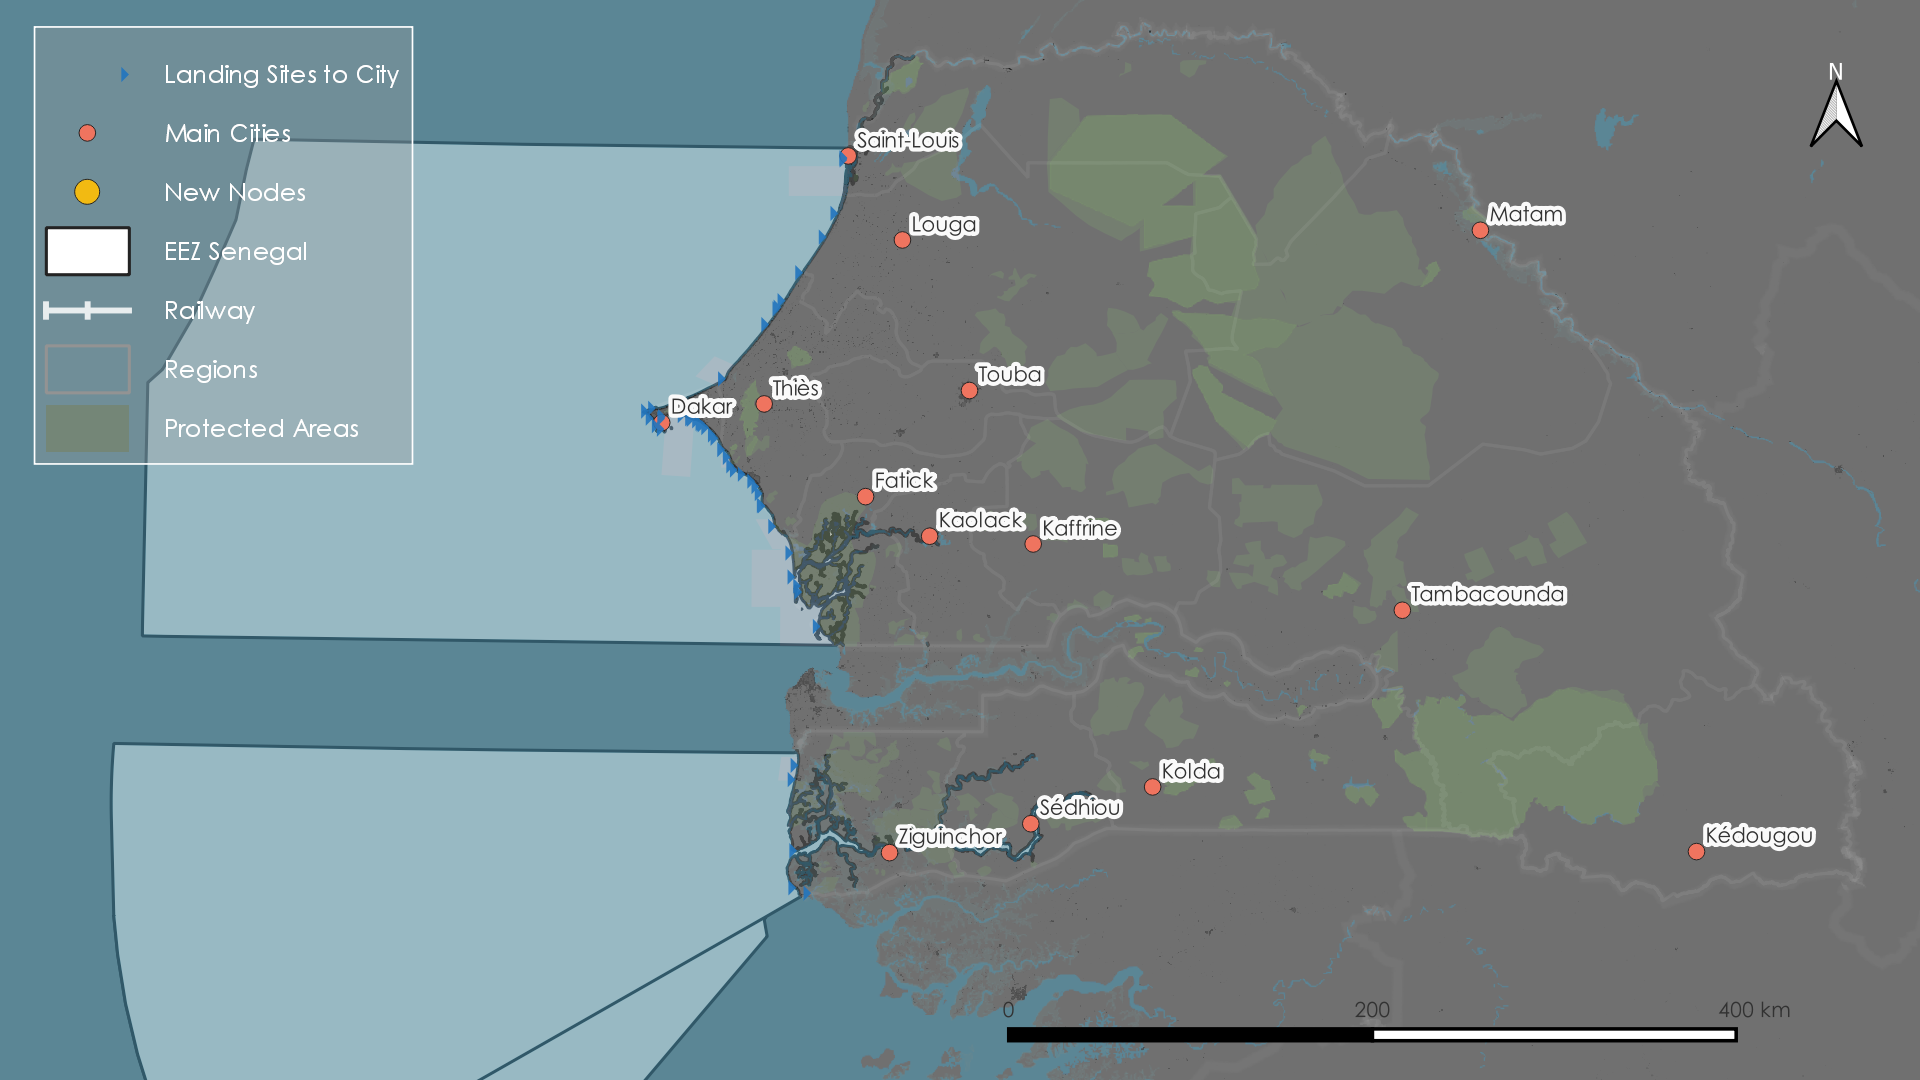 Landing Sites to City
Main Cities
New Nodes
EEZ Senegal
Railway
Regions
Protected Areas
N
Saint-Louis
Louga
Matam
Touba
Thiès
Dakar
Fatick
Kaolack
Kaffrine
Tambacounda
Kolda
Sédhiou
Ziguinchor
Kédougou
0 200 400 km